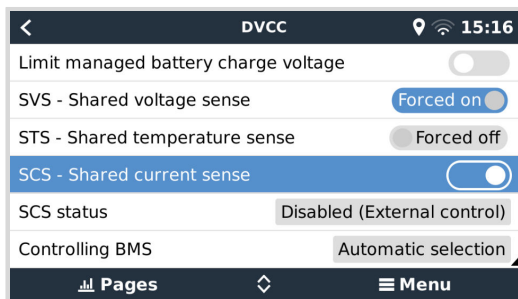 DVCC
15:16
Limit managed battery charge voltage
SVS - Shared voltage sense
Forced on
STS - Shared temperature sense
Forced off
SCS - Shared current sense
SCS status
Disabled (External control)
Controlling BMS
Automatic selection
Pages
Menu